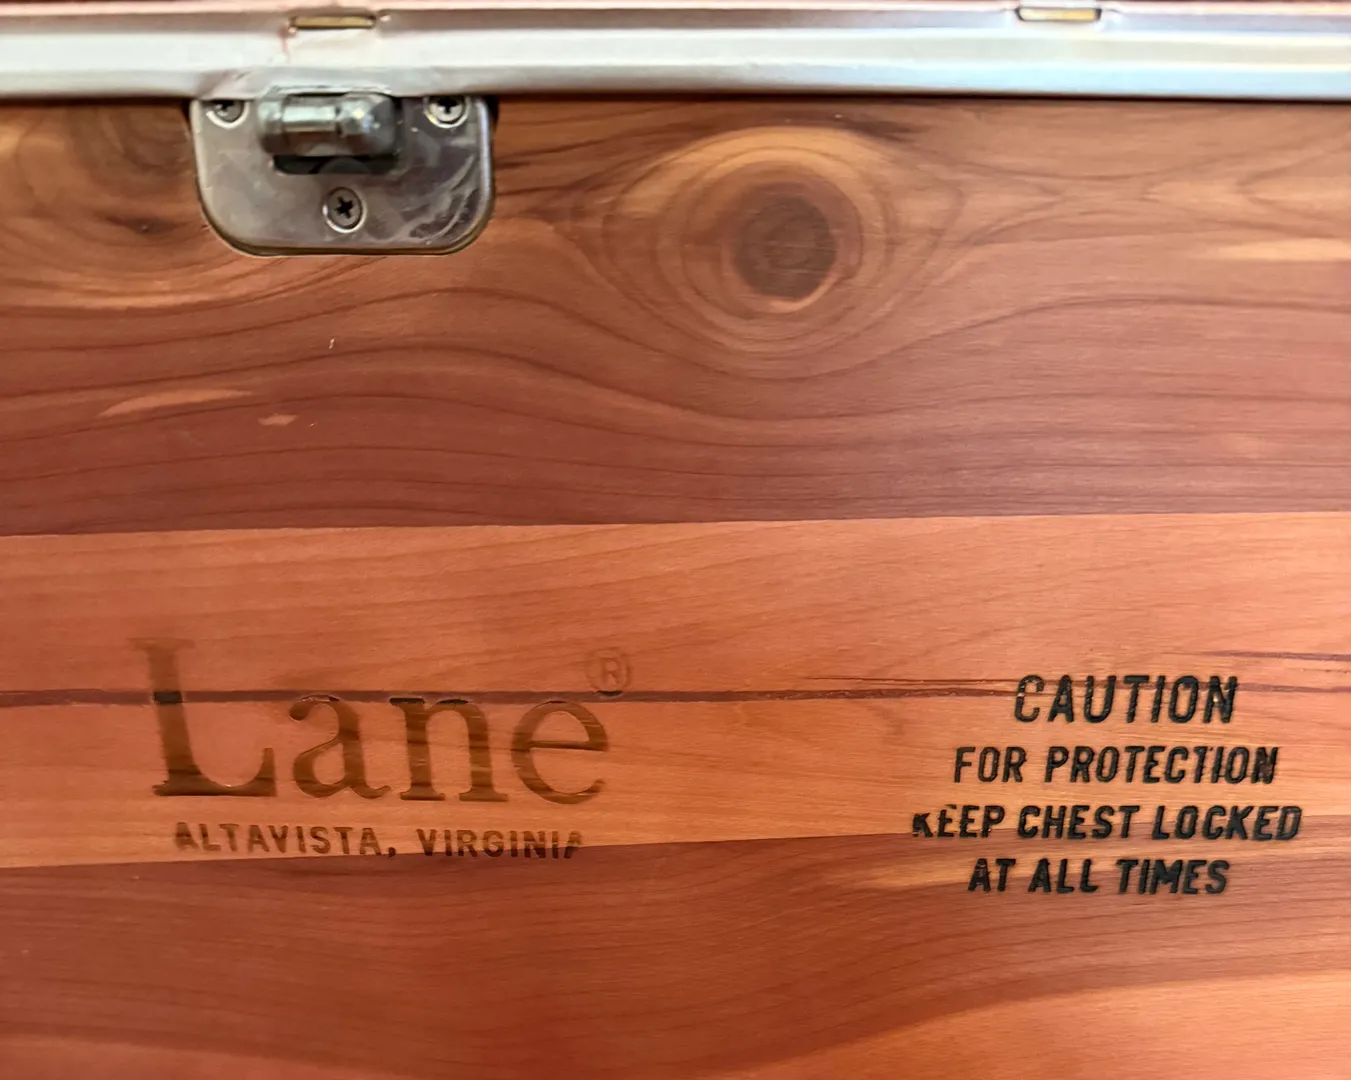 Lane®
ALTAVISTA, VIRGINIA
CAUTION
FOR PROTECTION
KEEP CHEST LOCKED
AT ALL TIMES